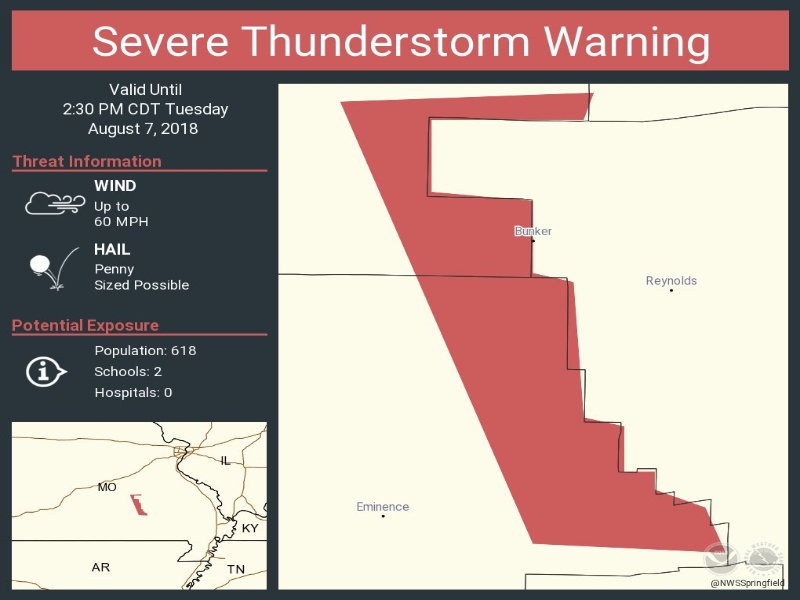 Severe Thunderstorm Warning
Valid Until
2:30 PM CDT Tuesday
August 7, 2018
Threat Information
WIND
Up to
60 MPH
HAIL
Penny
Sized Possible
Potential Exposure
Population: 618
Schools: 2
Hospitals: 0
IL
MO
KY
AR
TN
Bunker
Reynolds
Eminence
@NWSSpringfield